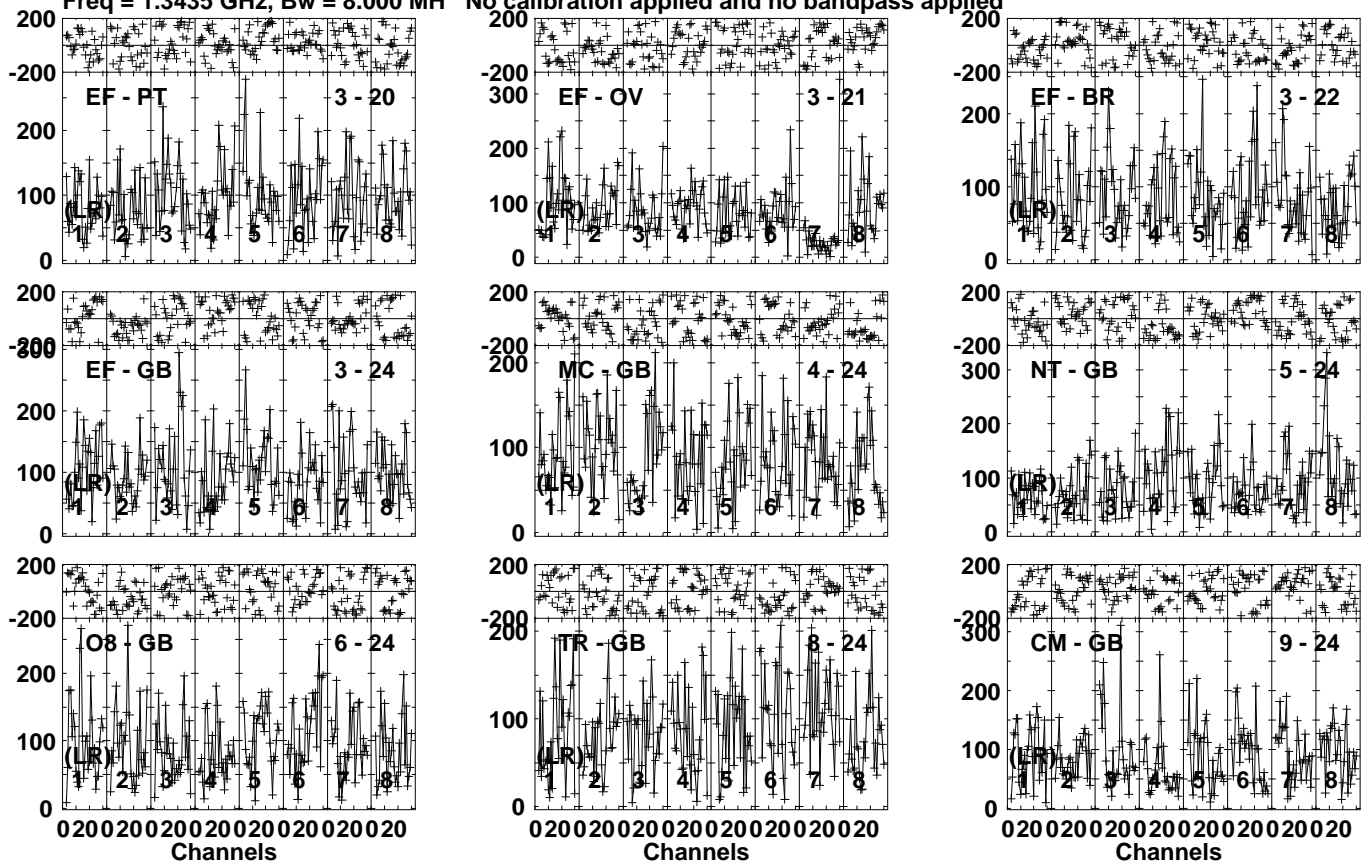 Freq = 1.3435 GHz, Bw = 8.000 MH No calibration applied and no bandpass applied
200 200 200
-200 -200 -200
EF - PT 3 - 20 EF - OV 3 - 21 EF - BR 3 - 22
300
200 200 200
100 100 100
(LR) (LR) (LR)
1 2 3 4 5 6 7 8 1 2 3 4 5 6 7 8 1 2 3 4 5 6 7 8
0 0 0
200 200 200
-200 -200 -200
300
EF - GB 3 - 24 MC - GB 4 - 24 NT - GB 5 - 24
300
200 200 200
100 100 100
(LR) (LR) (LR)
1 2 3 4 5 6 7 8 1 2 3 4 5 6 7 8 1 2 3 4 5 6 7 8
0 0 0
200 200 200
-200 -200 -200
200 300
O8 - GB 6 - 24 TR - GB 8 - 24 CM - GB 9 - 24
200 200
100 100 100
(LR) (LR) (LR)
1 2 3 4 5 6 7 8 1 2 3 4 5 6 7 8 1 2 3 4 5 6 7 8
0 0 0
0 20 0 20 0 20 0 20 0 20 0 20 0 20 0 20 0 20 0 20 0 20 0 20 0 20 0 20 0 20 0 20 0 20 0 20 0 20 0 20 0 20 0 20 0 20 0 20
Channels Channels Channels